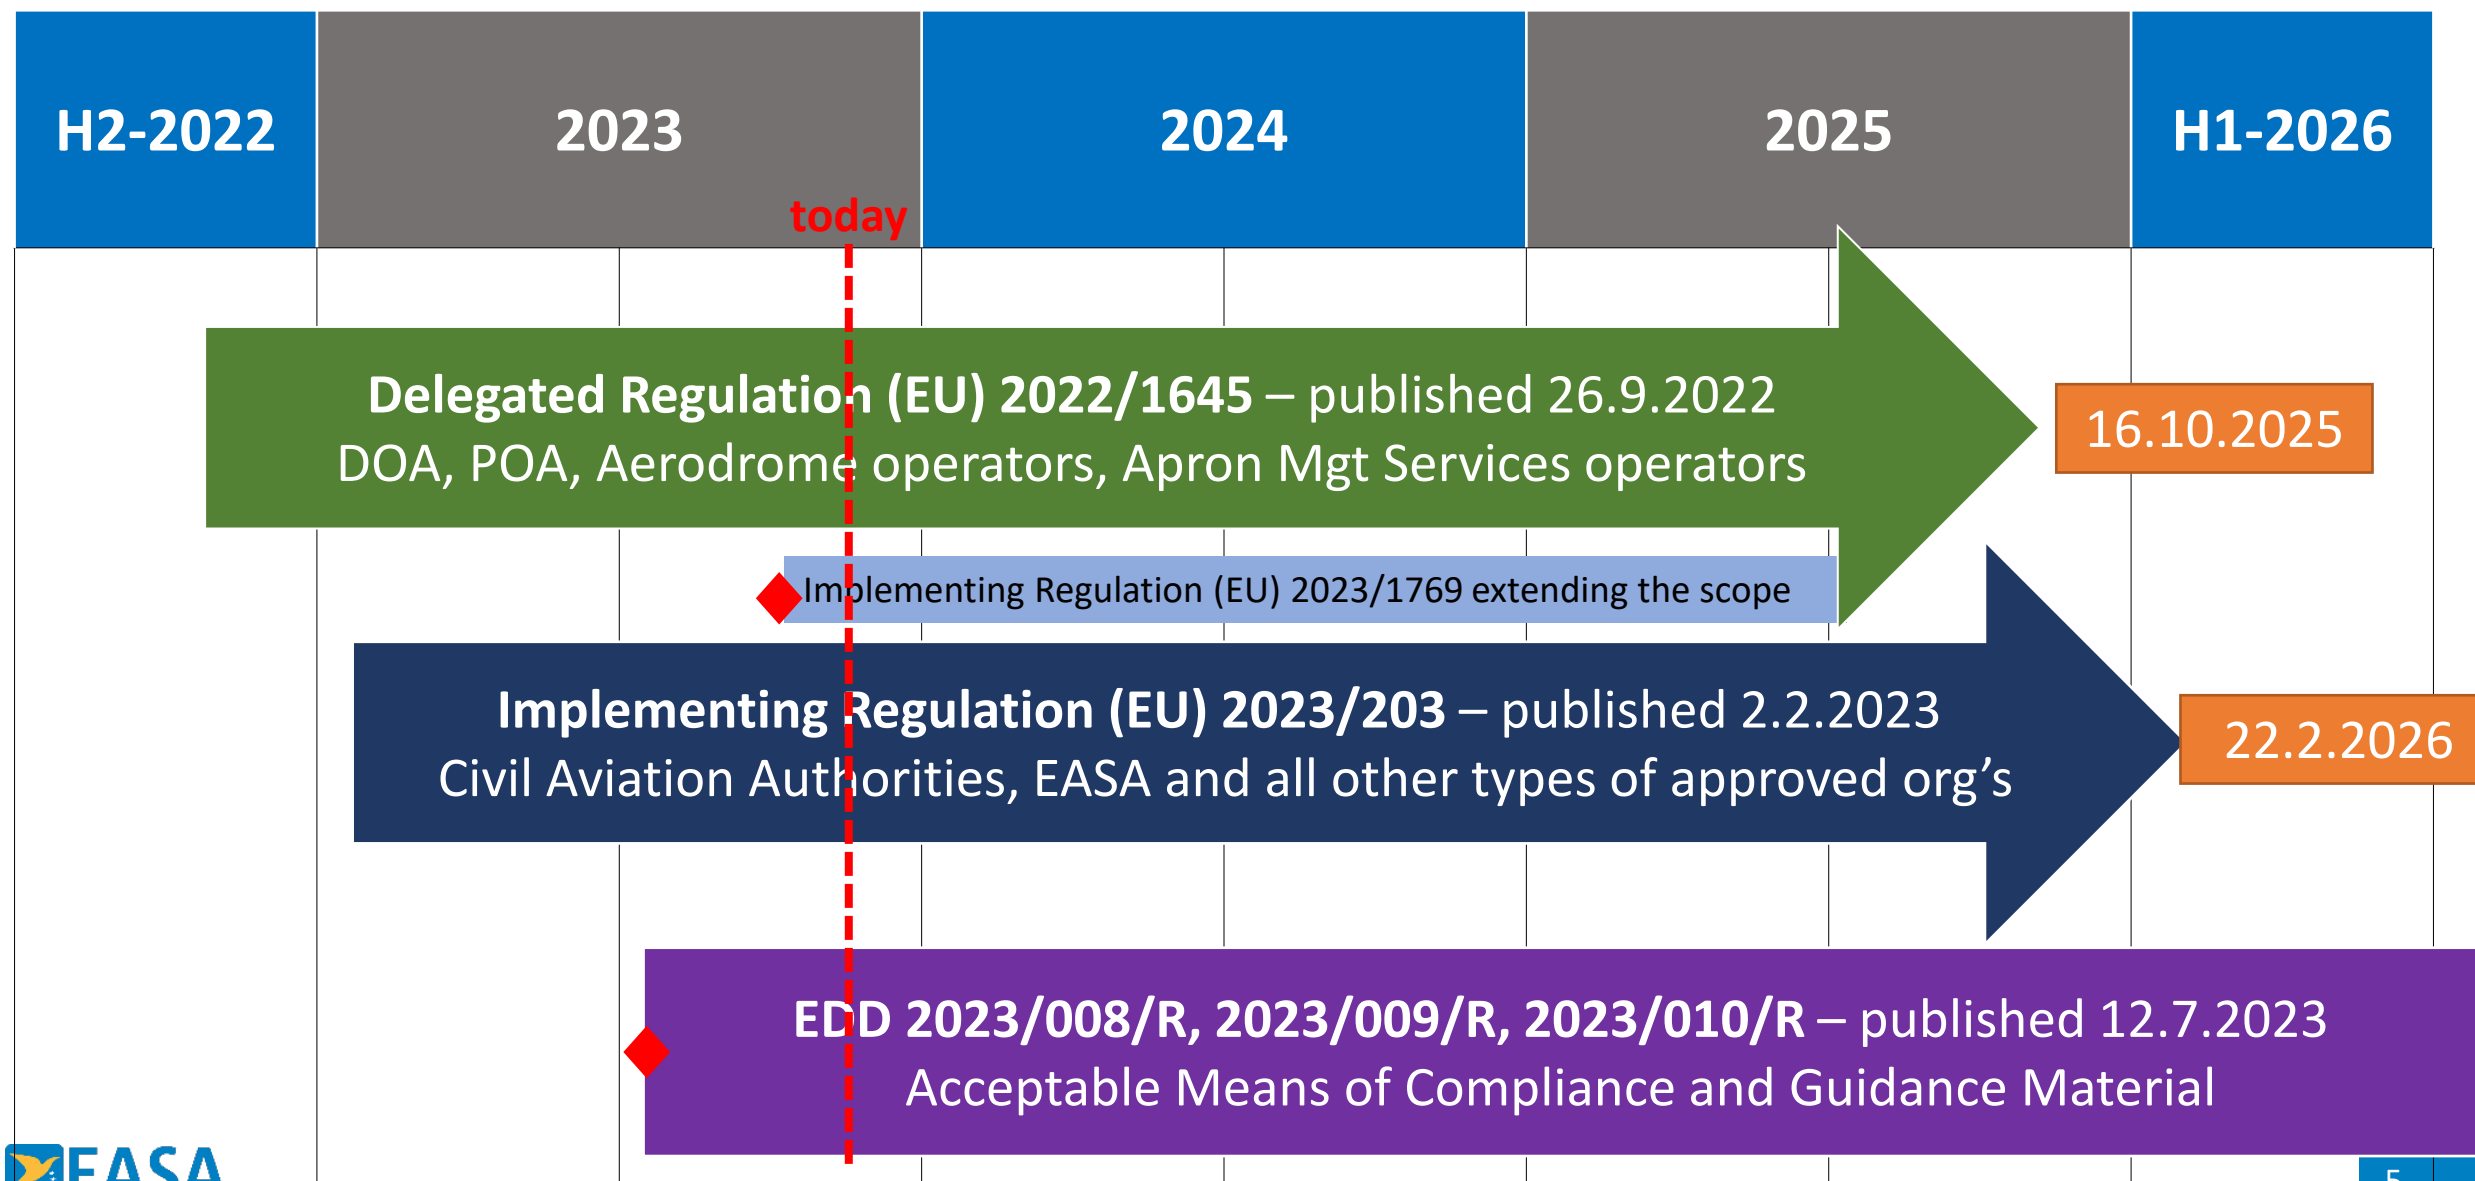 H2-2022
2023
2024
2025
H1-2026
today
Delegated Regulation (EU) 2022/1645 – published 26.9.2022
DOA, POA, Aerodrome operators, Apron Mgt Services operators
16.10.2025
Implementing Regulation (EU) 2023/1769 extending the scope
Implementing Regulation (EU) 2023/203 – published 2.2.2023
Civil Aviation Authorities, EASA and all other types of approved org’s
22.2.2026
EDD 2023/008/R, 2023/009/R, 2023/010/R – published 12.7.2023
Acceptable Means of Compliance and Guidance Material
EASA
5